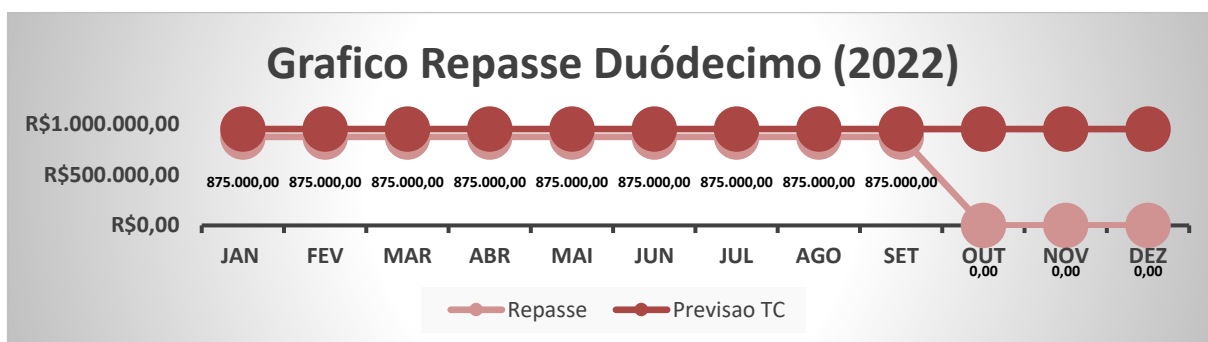 Grafico Repasse Duódecimo (2022)
R$1.000.000,00
R$500.000,00
R$0,00
875.000,00 875.000,00 875.000,00 875.000,00 875.000,00 875.000,00 875.000,00 875.000,00 875.000,00
JAN FEV MAR ABR MAI JUN JUL AGO SET OUT NOV DEZ
0,00 0,00 0,00
Repasse Previsao TC